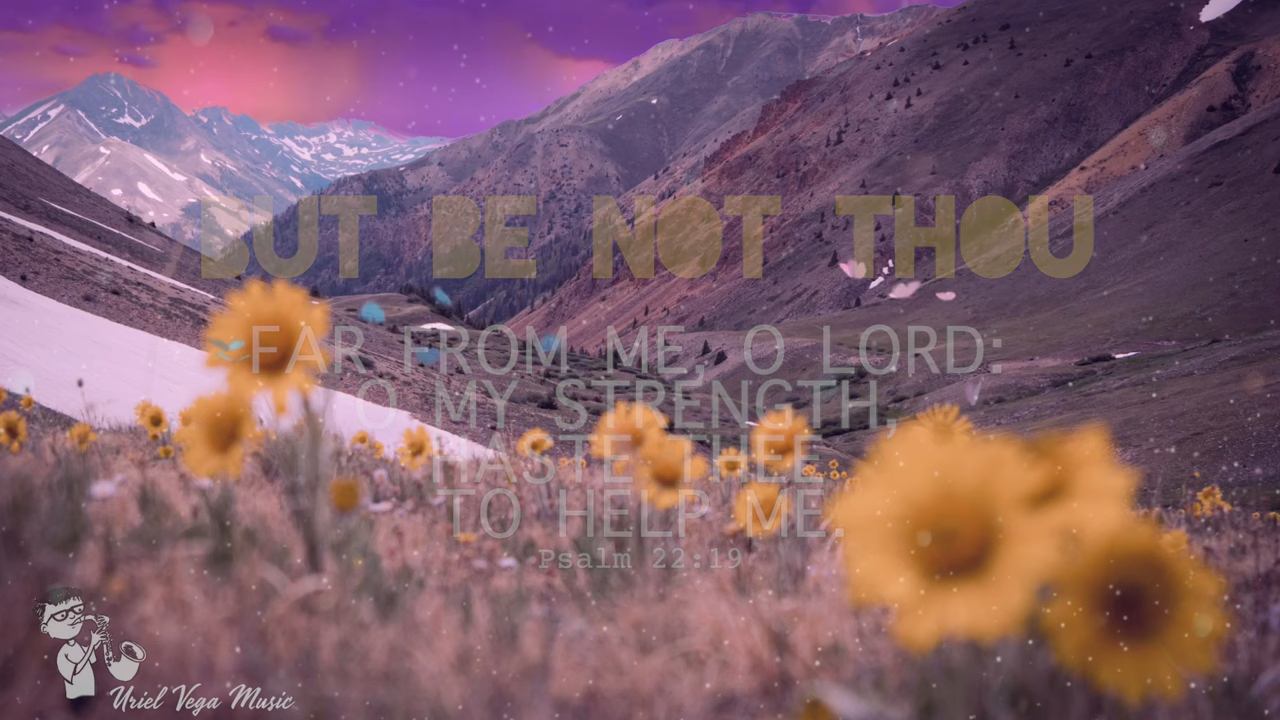 BUT BE NOT THOU
FAR FROM ME, O LORD:
O MY STRENGTH,
HASTE THEE
TO HELP ME.
Psalm 22:19
Uriel Vega Music